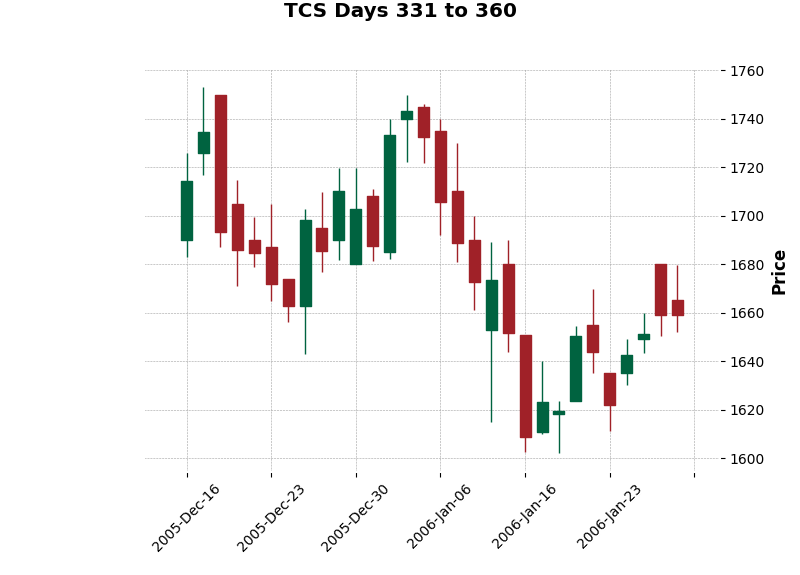 TCS Days 331 to 360
1760
1740
1720
1700
1680
1660
1640
1620
1600
Price
2005-Dec-16
2005-Dec-23
2005-Dec-30
2006-Jan-06
2006-Jan-16
2006-Jan-23